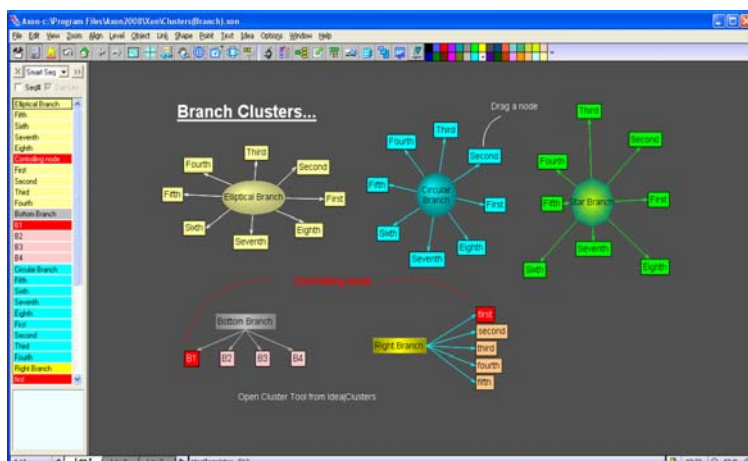 Axon-c:\Program Files\Axon2008\Xon\Clusters(Branch).xon
File Edit View Zoom Align Level Object Link Shape Point Text Idea Options Window Help
Smart Seq
Seq#
Elliptical Branch
Fifth
Sixth
Seventh
Eighth
Controlling node
First
Second
Third
Fourth
Bottom Branch
B1
B2
B3
B4
Circular Branch
Fifth
Sixth
Seventh
Eighth
First
Second
Third
Fourth
Right Branch
first
Branch Clusters...
Third
Fourth
Second
Fifth
Elliptical Branch
First
Sixth
Eighth
Seventh
Drag a node
Third
Fourth
Second
Fifth
Circular
Branch
First
Sixth
Eighth
Seventh
Third
Second
Fourth
Fifth
Star Branch
First
Seventh
Sixth
Eighth
Controlling node
Bottom Branch
B1 B2 B3 B4
Right Branch
first
second
third
fourth
fifth
Open Cluster Tool from Idea|Clusters